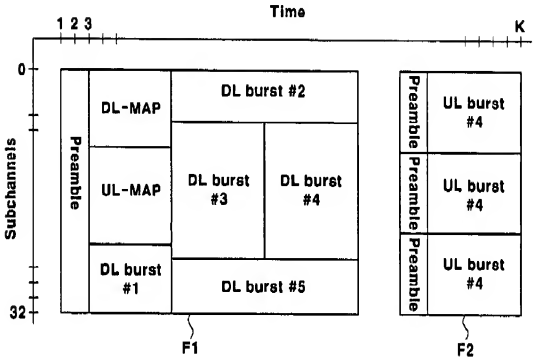 Time
1 2 3
K
Subchannels
0
32
Preamble
DL-MAP
UL-MAP
DL burst
#1
DL burst #2
DL burst
#3
DL burst
#4
DL burst #5
Preamble
UL burst
#4
Preamble
UL burst
#4
Preamble
UL burst
#4
F1
F2